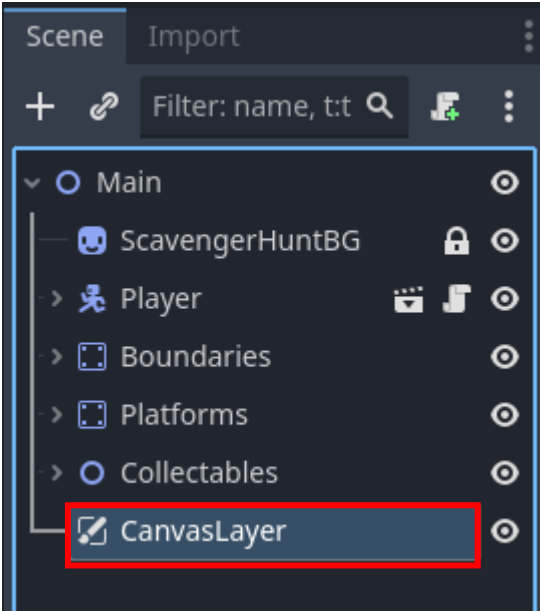 Scene Import
Filter: name, t:t
Main
ScavengerHuntBG
Player
Boundaries
Platforms
Collectables
CanvasLayer